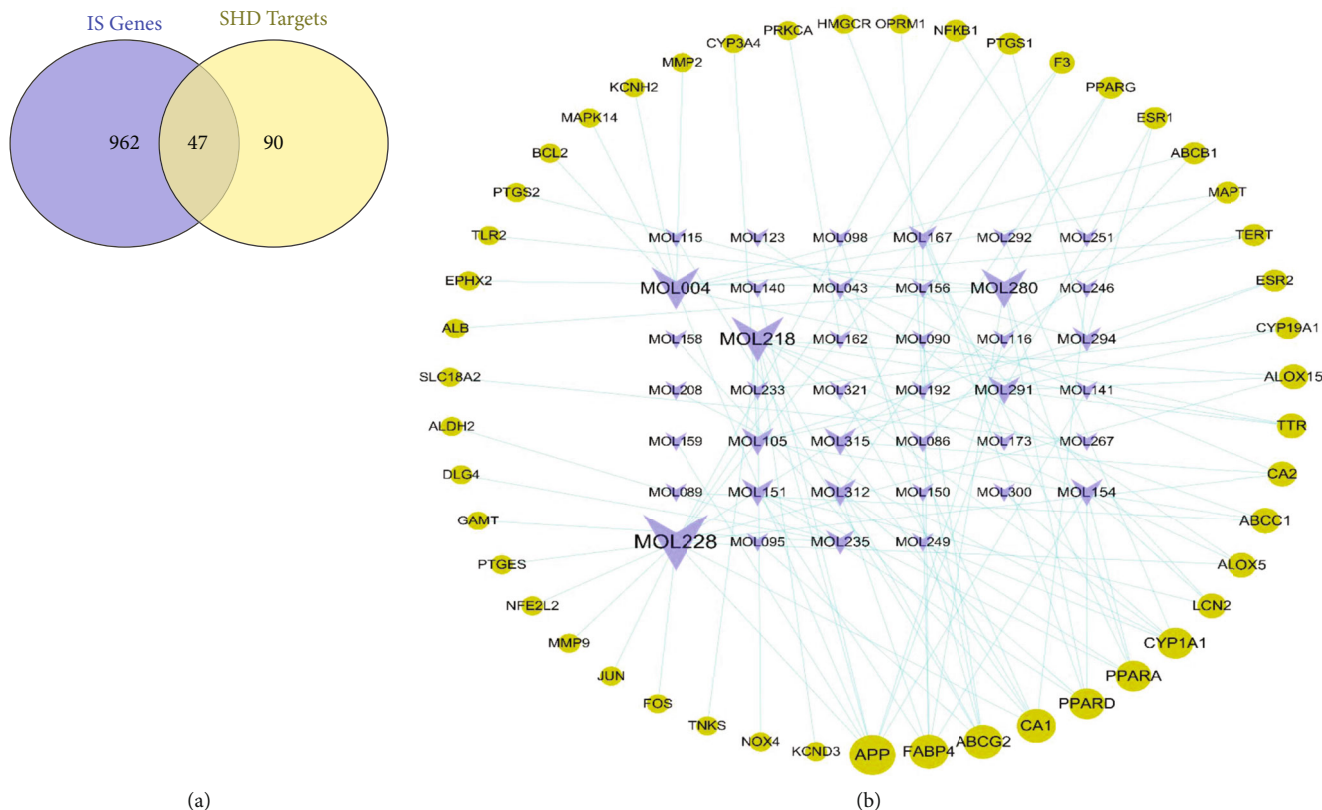 IS Genes
SHD Targets
962
47
90
HMGCR
OPRM1
PRKCA
NFKB1
CYP3A4
PTGS1
MMP2
F3
KCNH2
PPARG
MAPK14
ESR1
BCL2
ABCB1
PTGS2
MAPT
TLR2
TERT
EPHX2
ESR2
ALB
CYP19A1
SLC18A2
ALOX15
ALDH2
TTR
DLG4
CA2
GAMT
ABCC1
PTGES
ALOX5
NFE2L2
LCN2
MMP9
CYP1A1
JUN
PPARA
FOS
PPARD
TNKS
CA1
NOX4
ABCG2
KCND3
APP
FABP4
MOL115 MOL123 MOL098 MOL167 MOL292 MOL251
MOL004 MOL140 MOL043 MOL156 MOL280 MOL246
MOL158 MOL218 MOL162 MOL090 MOL116 MOL294
MOL208 MOL233 MOL321 MOL192 MOL291 MOL141
MOL159 MOL105 MOL315 MOL086 MOL173 MOL267
MOL089 MOL151 MOL312 MOL150 MOL300 MOL154
MOL228 MOL095 MOL235 MOL249
(a)
(b)